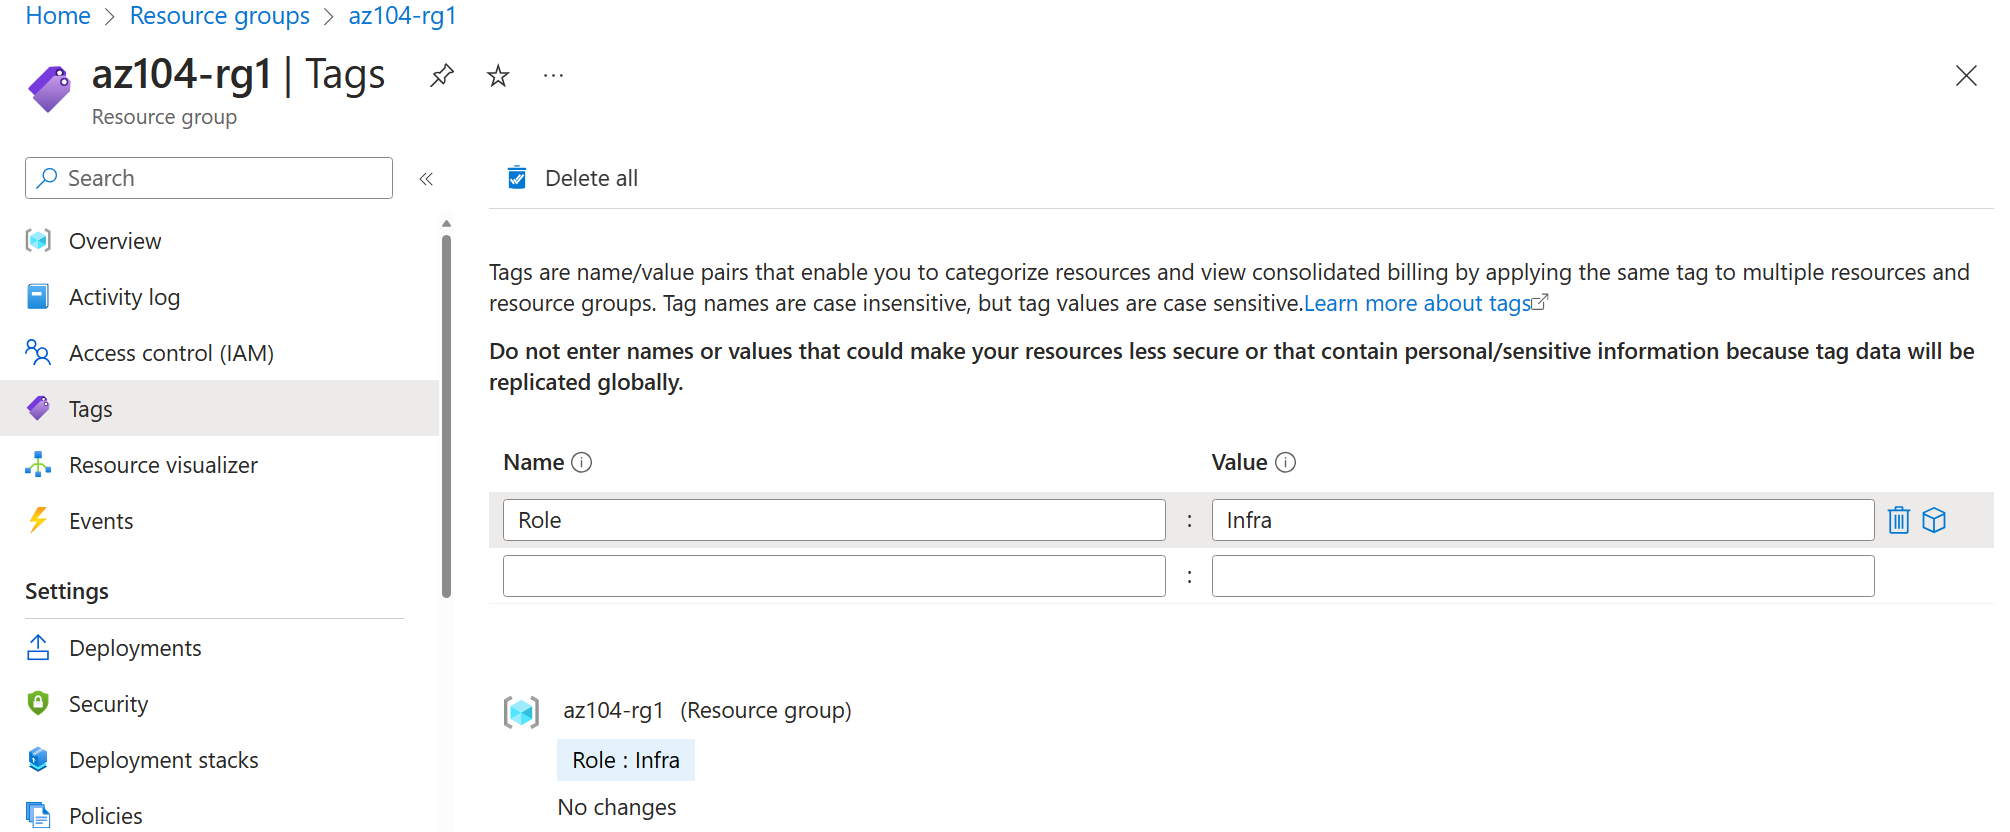 Home > Resource groups > az104-rg1
az104-rg1 | Tags
Resource group
Search
Overview
Activity log
Access control (IAM)
Tags
Resource visualizer
Events
Settings
Deployments
Security
Deployment stacks
Policies
Delete all
Tags are name/value pairs that enable you to categorize resources and view consolidated billing by applying the same tag to multiple resources and
resource groups. Tag names are case insensitive, but tag values are case sensitive.Learn more about tags
Do not enter names or values that could make your resources less secure or that contain personal/sensitive information because tag data will be
replicated globally.
Name Value
Role : Infra
:
az104-rg1 (Resource group)
Role : Infra
No changes